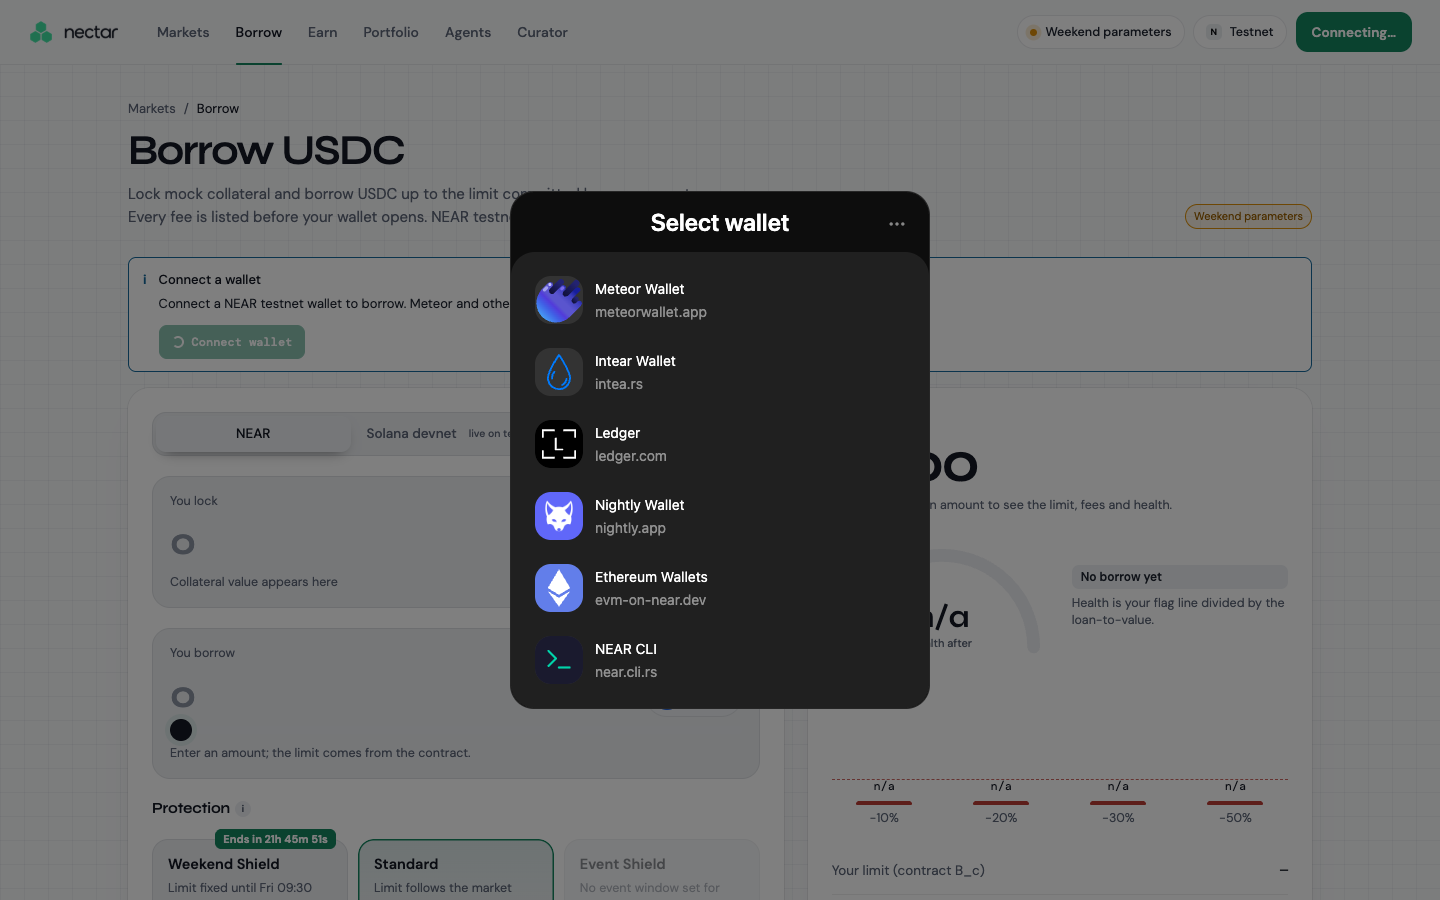 nectar
Markets
Borrow
Earn
Portfolio
Agents
Curator
Weekend parameters
N Testnet
Connecting...
Markets / Borrow
Borrow USDC
Lock mock collateral and borrow USDC up to the limit
Every fee is listed before your wallet opens. NEAR
Weekend parameters
i Connect a wallet
Connect a NEAR testnet wallet to borrow. Meteor and
Connect wallet
Select wallet
Meteor Wallet
meteorwallet.app
Intear Wallet
intea.rs
Ledger
ledger.com
Nightly Wallet
nightly.app
Ethereum Wallets
evm-on-near.dev
NEAR CLI
near.cli.rs
NEAR
Solana devnet
live on
You lock
0
Collateral value appears here
You borrow
0
Enter an amount; the limit comes from the contract.
Protection i
Ends in 21h 45m 51s
Weekend Shield
Limit fixed until Fri 09:30
Standard
Limit follows the market
Event Shield
No event window set for
amount to see the limit, fees and health.
n/a
after
No borrow yet
Health is your flag line divided by the
loan-to-value.
n/a n/a n/a n/a
-10% -20% -30% -50%
Your limit (contract B_c) –